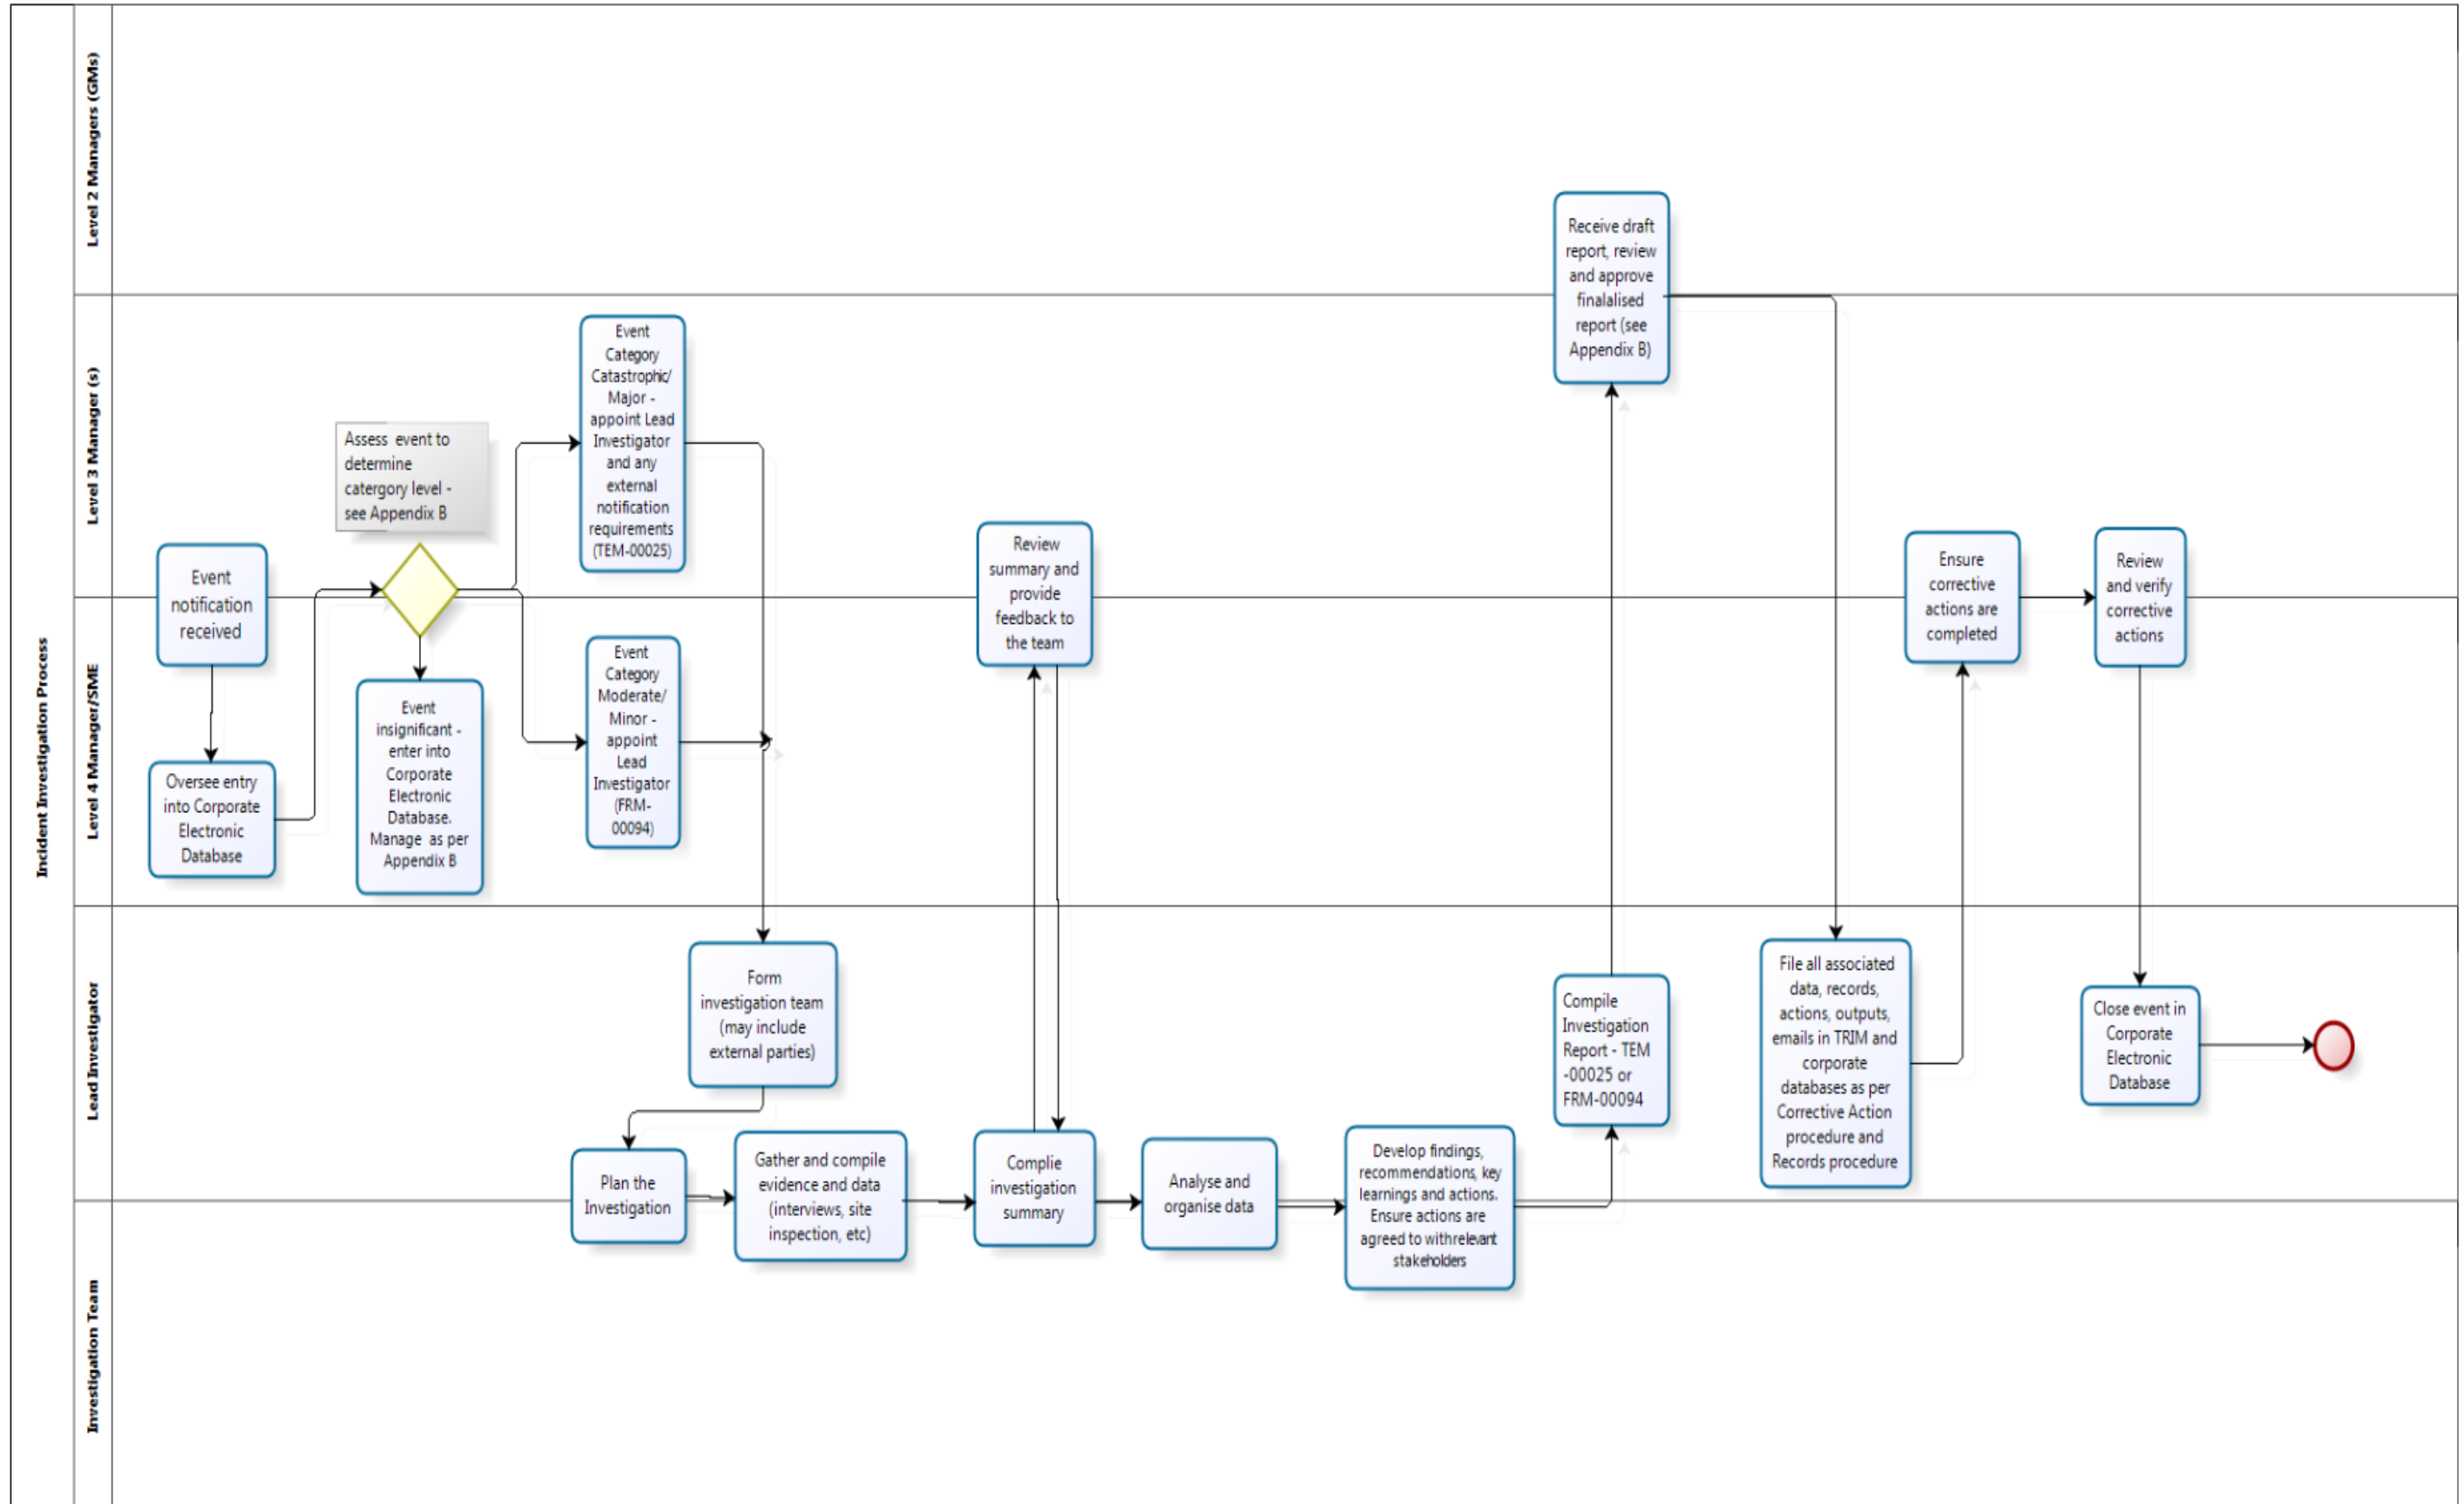 Incident Investigation Process
Level 2 Managers (GMs)
Level 3 Manager (s)
Level 4 Manager/SME
Lead Investigator
Investigation Team
Event
notification
received
Oversee entry
into Corporate
Electronic
Database
Assess  event to
determine
catergory level -
see Appendix B
Event
insignificant -
enter into
Corporate
Electronic
Database.
Manage  as per
Appendix B
Event
Category
Catastrophic/
Major -
appoint Lead
Investigator
and any
external
notification
requirements
(TEM-00025)
Event
Category
Moderate/
Minor -
appoint
Lead
Investigator
(FRM-
00094)
Form
investigation team
(may include
external parties)
Plan the
Investigation
Gather and compile
evidence and data
(interviews, site
inspection, etc)
Complie
investigation
summary
Review
summary and
provide
feedback to
the team
Analyse and
organise data
Develop findings,
recommendations, key
learnings and actions.
Ensure actions are
agreed to withrelevant
stakeholders
Compile
Investigation
Report - TEM
-00025 or
FRM-00094
Receive draft
report, review
and approve
finalalised
report (see
Appendix B)
File all associated
data, records,
actions, outputs,
emails in TRIM and
corporate
databases as per
Corrective Action
procedure and
Records procedure
Ensure
corrective
actions are
completed
Review
and verify
corrective
actions
Close event in
Corporate
Electronic
Database